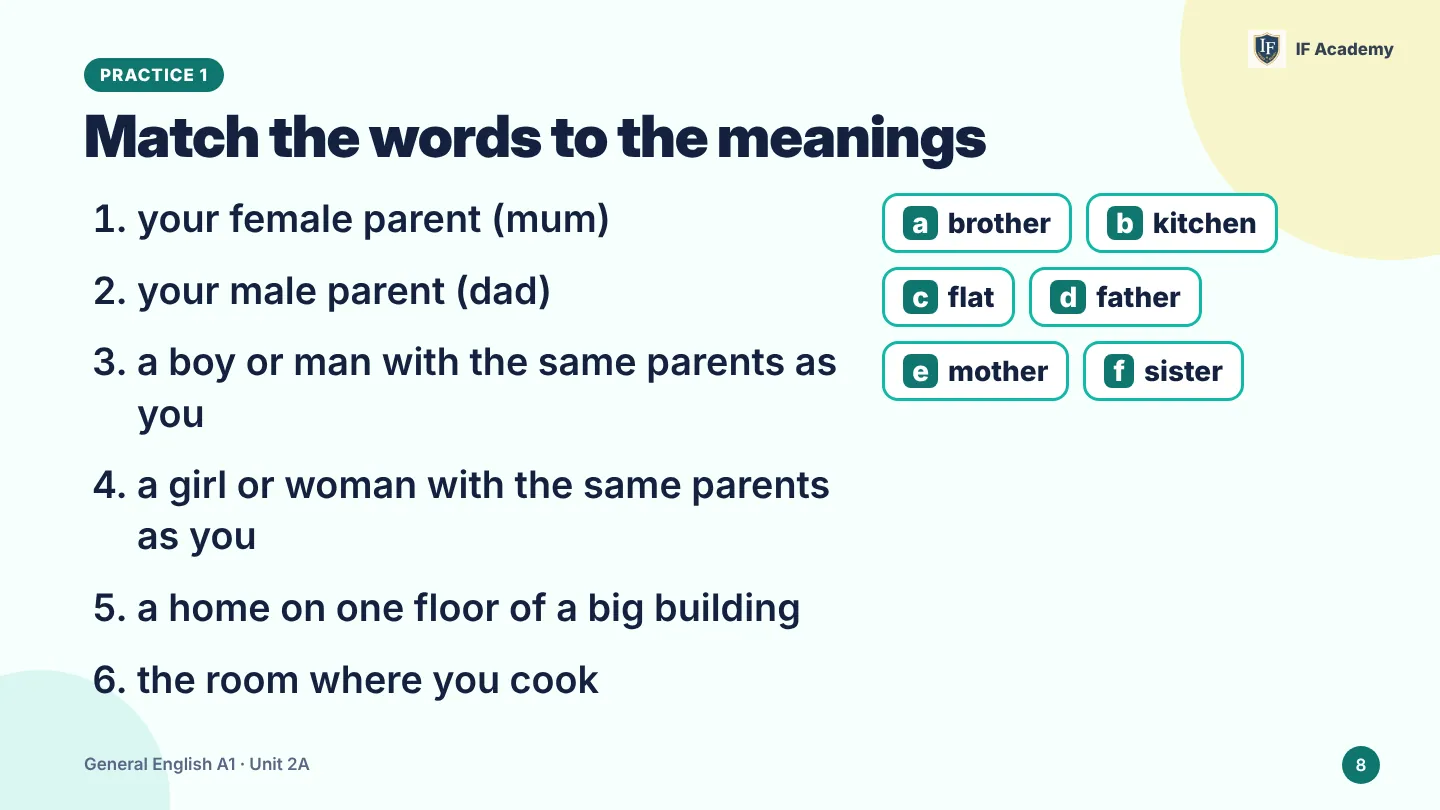 IF
IF Academy
PRACTICE 1
Match the words to the meanings
1. your female parent (mum)
2. your male parent (dad)
3. a boy or man with the same parents as
you
4. a girl or woman with the same parents
as you
5. a home on one floor of a big building
6. the room where you cook
a brother
b kitchen
c flat
d father
e mother
f sister
General English A1 · Unit 2A
8